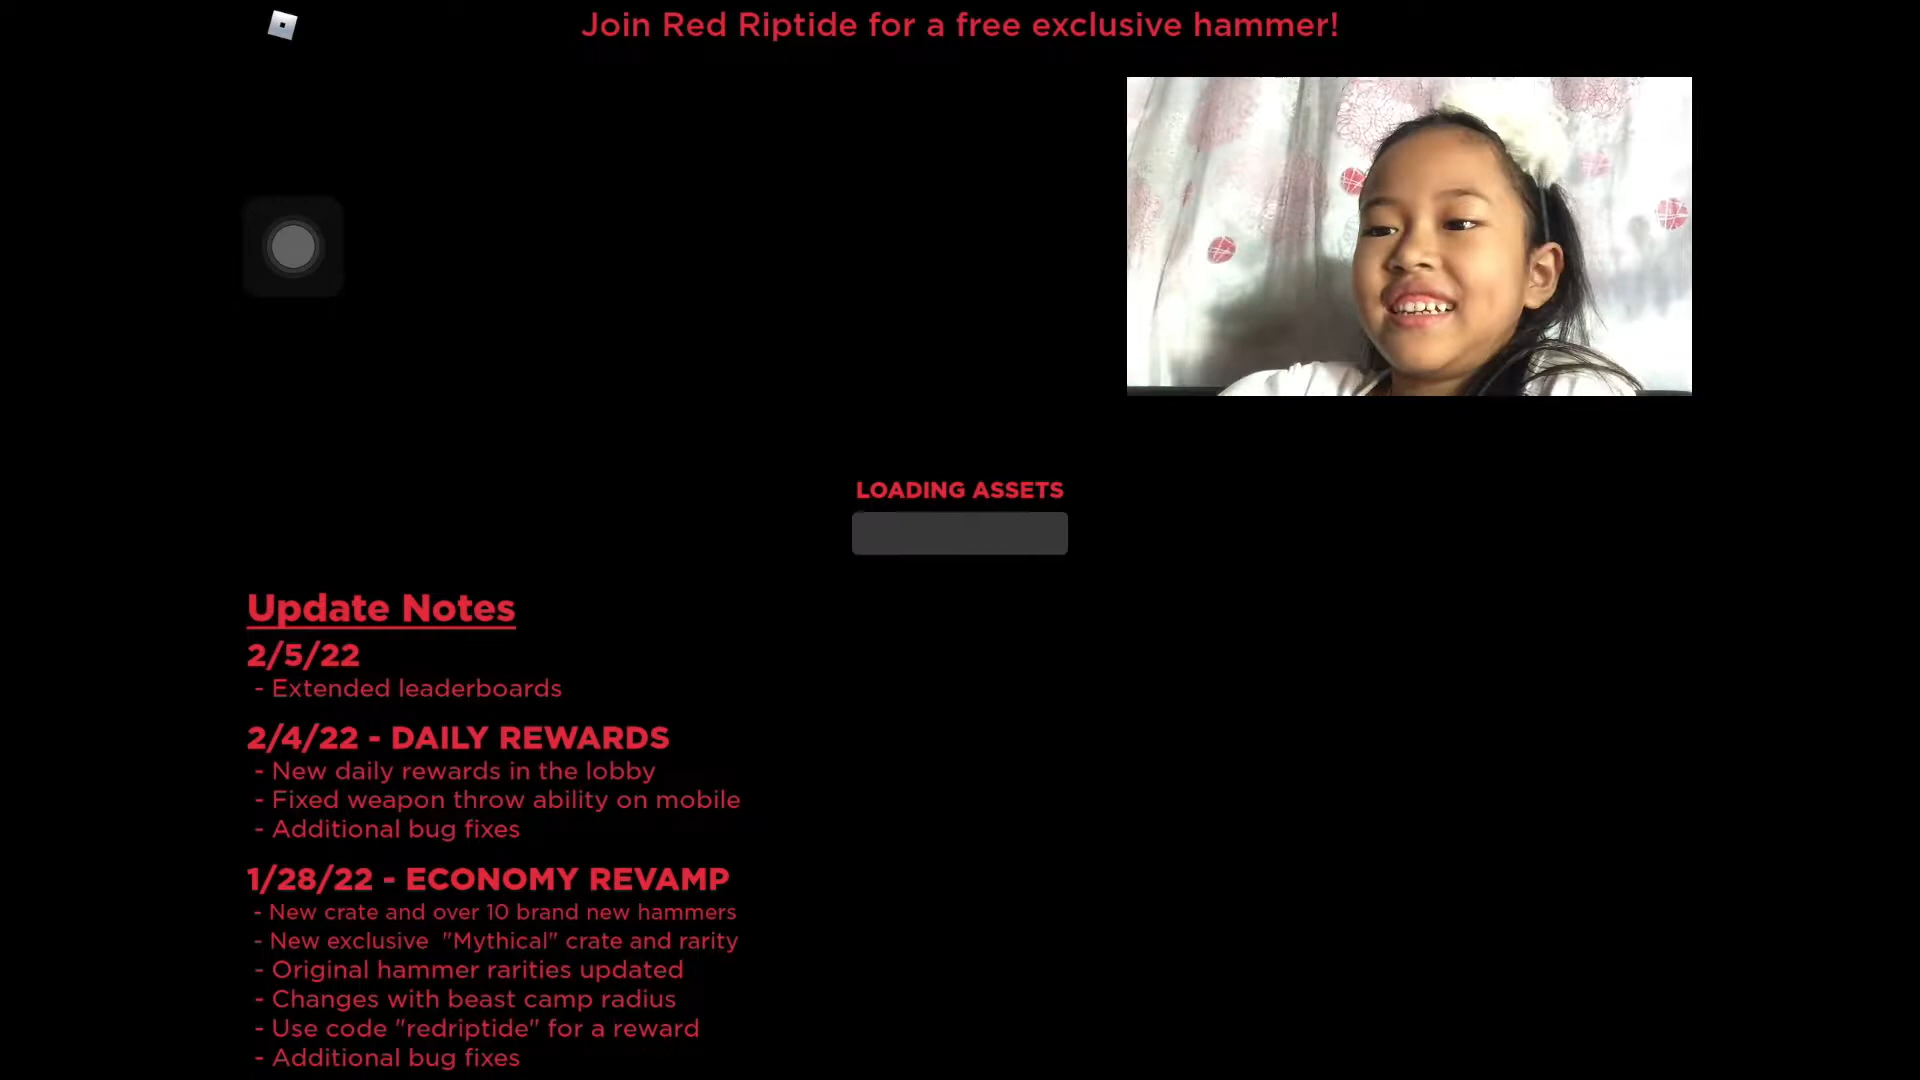 Join Red Riptide for a free exclusive hammer!
LOADING ASSETS
Update Notes
2/5/22
- Extended leaderboards
2/4/22 - DAILY REWARDS
- New daily rewards in the lobby
- Fixed weapon throw ability on mobile
- Additional bug fixes
1/28/22 - ECONOMY REVAMP
- New crate and over 10 brand new hammers
- New exclusive  "Mythical" crate and rarity
- Original hammer rarities updated
- Changes with beast camp radius
- Use code "redriptide" for a reward
- Additional bug fixes